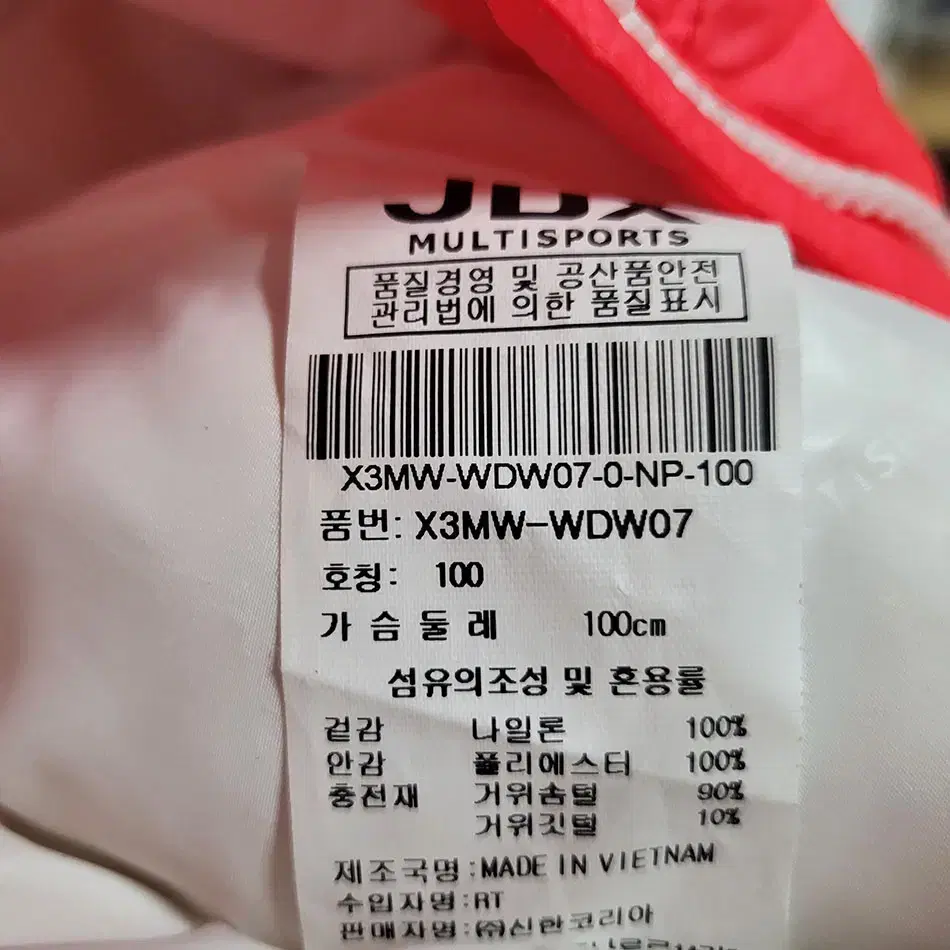 JDX
MULTISPORTS
품질경영 및 공산품안전
관리법에 의한 품질표시
X3MW-WDW07-0-NP-100
품번: X3MW-WDW07
호칭: 100
가 슴 둘 레 100cm
섬유의조성 및 혼용률
겉감 나일론 100%
안감 폴리에스터 100%
충전재 거위솜털 90%
거위깃털 10%
제조국명:MADE IN VIETNAM
수입자명:RT
판매자명:㈜신한코리아